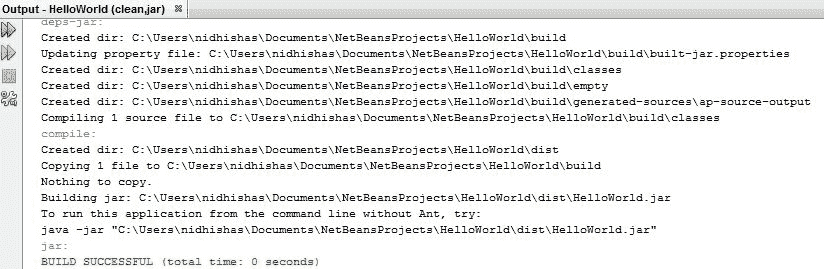 Output - HelloWorld (clean,jar)
deps-jar:
Created dir: C:\Users\nidhishas\Documents\NetBeansProjects\HelloWorld\build
Updating property file: C:\Users\nidhishas\Documents\NetBeansProjects\HelloWorld\build\built-jar.properties
Created dir: C:\Users\nidhishas\Documents\NetBeansProjects\HelloWorld\build\classes
Created dir: C:\Users\nidhishas\Documents\NetBeansProjects\HelloWorld\build\empty
Created dir: C:\Users\nidhishas\Documents\NetBeansProjects\HelloWorld\build\generated-sources\ap-source-output
Compiling 1 source file to C:\Users\nidhishas\Documents\NetBeansProjects\HelloWorld\build\classes
compile:
Created dir: C:\Users\nidhishas\Documents\NetBeansProjects\HelloWorld\dist
Copying 1 file to C:\Users\nidhishas\Documents\NetBeansProjects\HelloWorld\build
Nothing to copy.
Building jar: C:\Users\nidhishas\Documents\NetBeansProjects\HelloWorld\dist\HelloWorld.jar
To run this application from the command line without Ant, try:
java -jar "C:\Users\nidhishas\Documents\NetBeansProjects\HelloWorld\dist\HelloWorld.jar"
jar:
BUILD SUCCESSFUL (total time: 0 seconds)